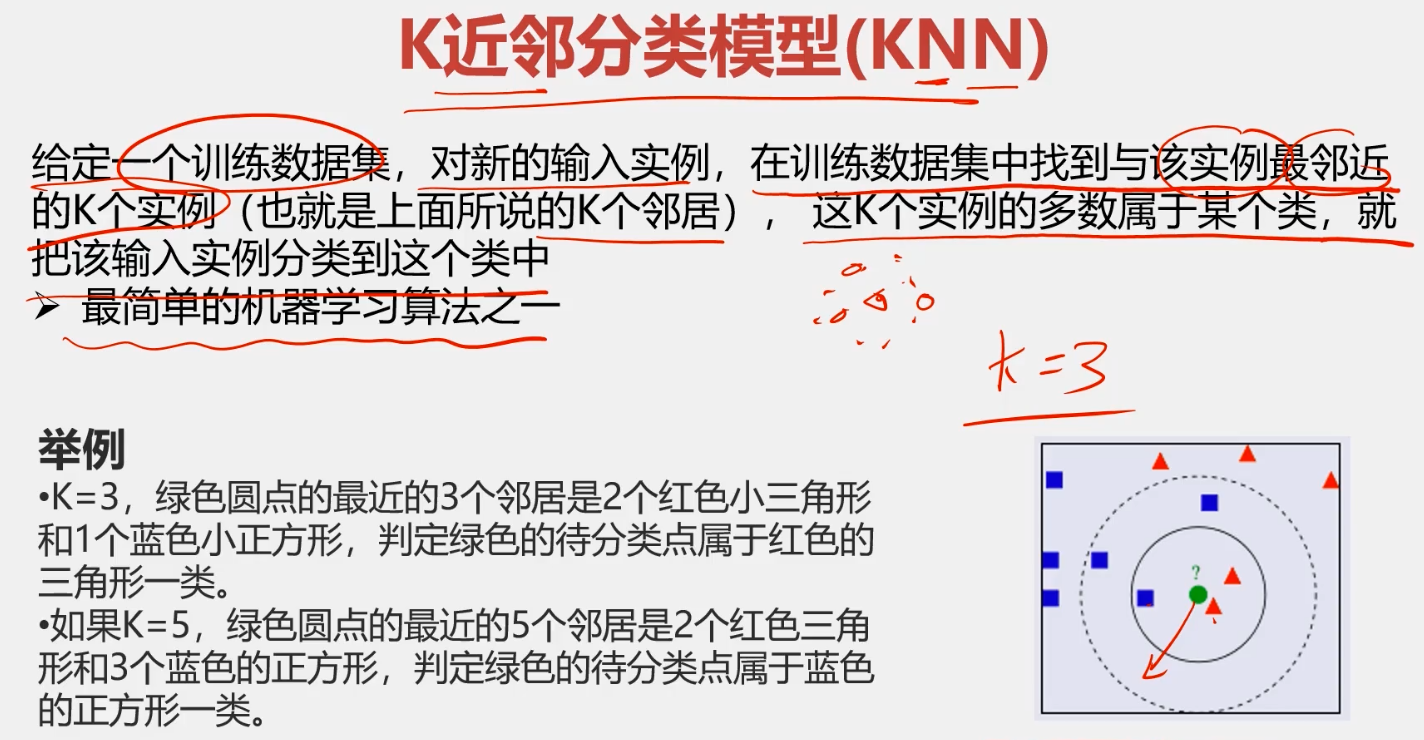 K近邻分类模型(KNN)
给定一个训练数据集，对新的输入实例，在训练数据集中找到与该实例最邻近
的K个实例（也就是上面所说的K个邻居）， 这K个实例的多数属于某个类，就
把该输入实例分类到这个类中
➢ 最简单的机器学习算法之一
k=3
举例
•K=3，绿色圆点的最近的3个邻居是2个红色小三角形
和1个蓝色小正方形，判定绿色的待分类点属于红色的
三角形一类。
•如果K=5，绿色圆点的最近的5个邻居是2个红色三角
形和3个蓝色的正方形，判定绿色的待分类点属于蓝色
的正方形一类。
?